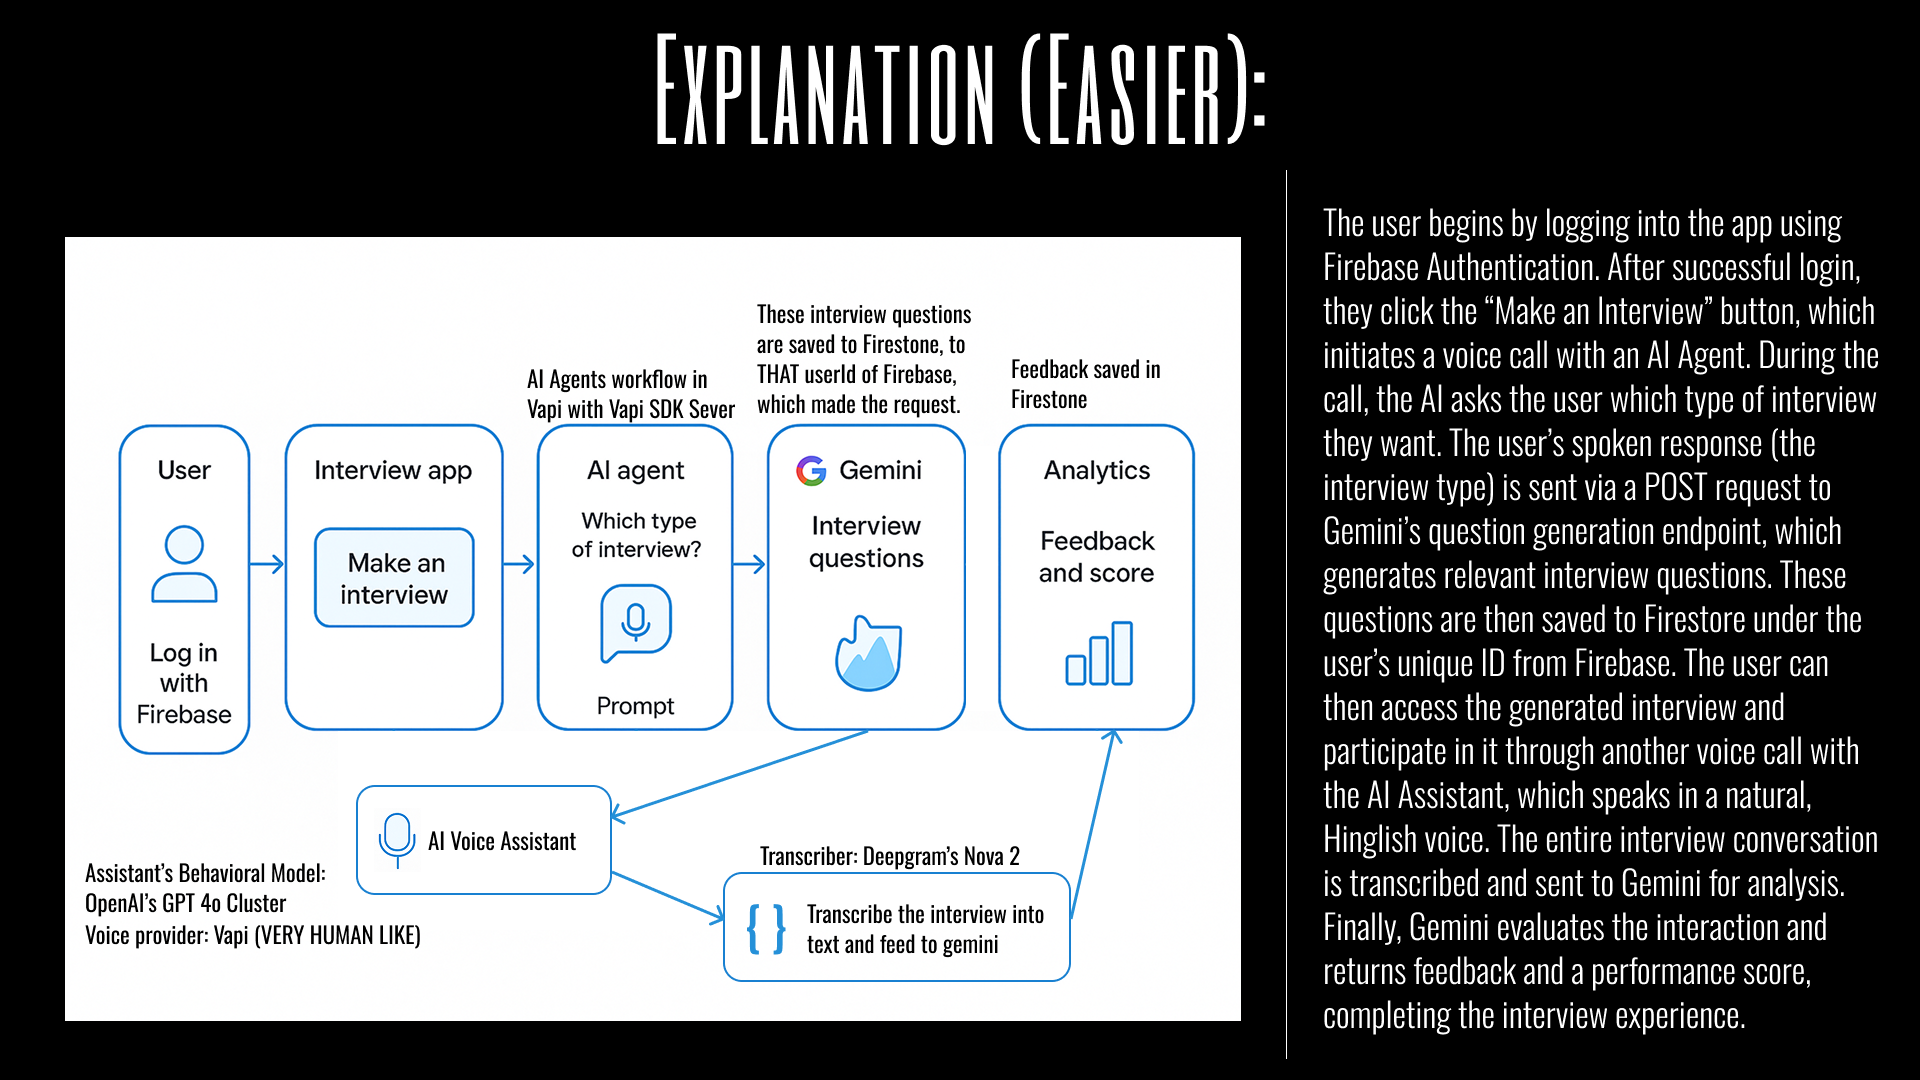 EXPLANATION (EASIER):
These interview questions
are saved to Firestone, to
THAT userId of Firebase,
which made the request.
Feedback saved in
Firestone
AI Agents workflow in
Vapi with Vapi SDK Sever
User
Log in
with
Firebase
Interview app
Make an
interview
AI agent
Which type
of interview?
Prompt
Gemini
Interview
questions
Analytics
Feedback
and score
AI Voice Assistant
Assistant's Behavioral Model:
OpenAI's GPT 4o Cluster
Voice provider: Vapi (VERY HUMAN LIKE)
Transcriber: Deepgram's Nova 2
{ }
Transcribe the interview into
text and feed to gemini
The user begins by logging into the app using
Firebase Authentication. After successful login,
they click the “Make an Interview” button, which
initiates a voice call with an AI Agent. During the
call, the AI asks the user which type of interview
they want. The user’s spoken response (the
interview type) is sent via a POST request to
Gemini’s question generation endpoint, which
generates relevant interview questions. These
questions are then saved to Firestore under the
user’s unique ID from Firebase. The user can
then access the generated interview and
participate in it through another voice call with
the AI Assistant, which speaks in a natural,
Hinglish voice. The entire interview conversation
is transcribed and sent to Gemini for analysis.
Finally, Gemini evaluates the interaction and
returns feedback and a performance score,
completing the interview experience.